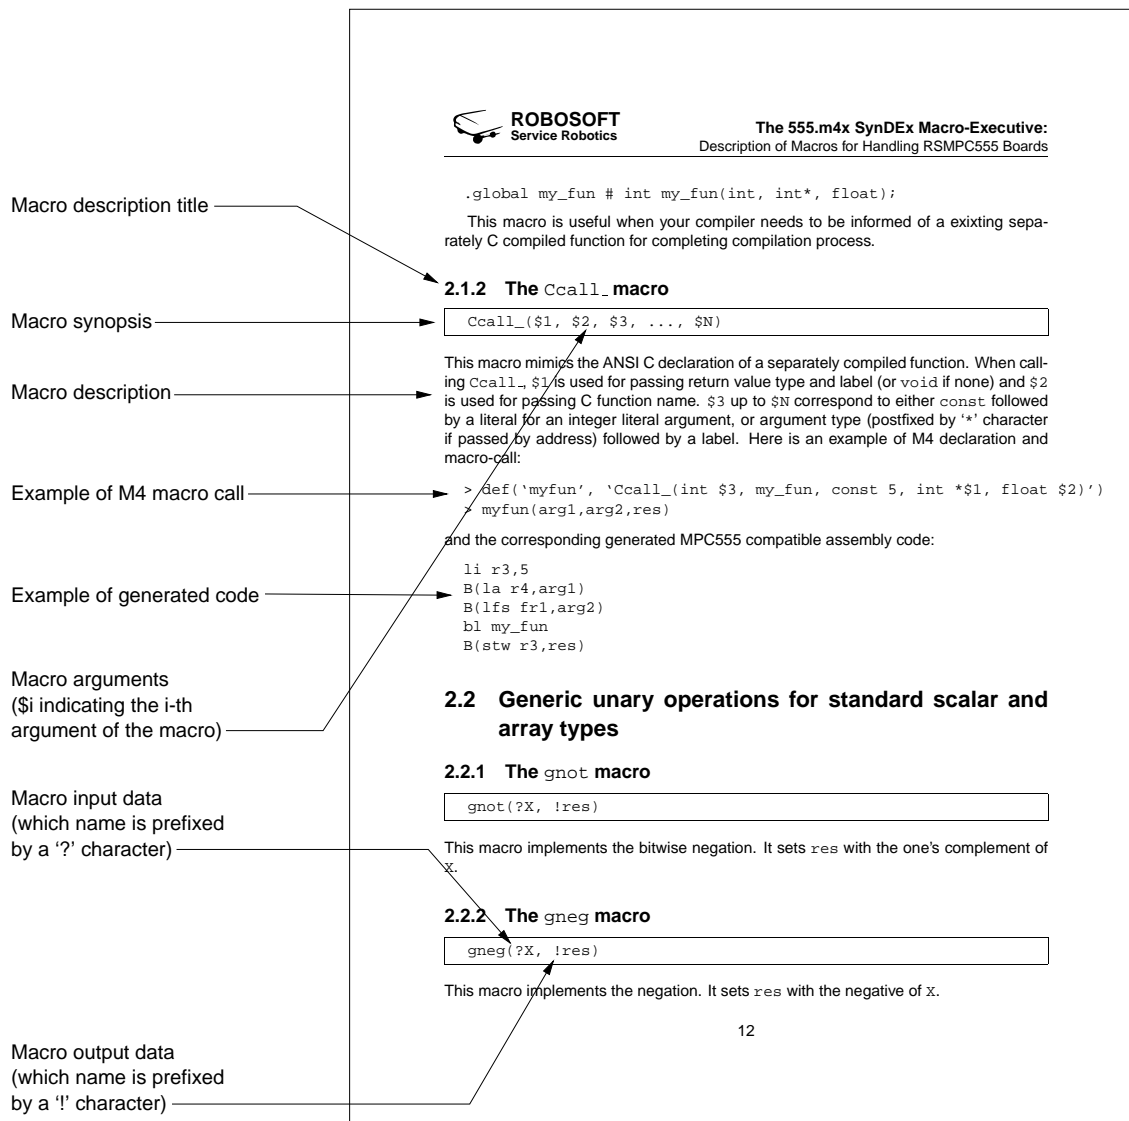 ROBOSOFT
Service Robotics
The 555.m4x SynDEx Macro-Executive:
Description of Macros for Handling RSMPC555 Boards
.global my_fun # int my_fun(int, int*, float);
Macro description title
This macro is useful when your compiler needs to be informed of a exixting sepa-
rately C compiled function for completing compilation process.
2.1.2 The Ccall_ macro
Macro synopsis
Ccall_($1, $2, $3, ..., $N)
This macro mimics the ANSI C declaration of a separately compiled function. When call-
ing Ccall_, $1 is used for passing return value type and label (or void if none) and $2
Macro description
is used for passing C function name. $3 up to $N correspond to either const followed
by a literal for an integer literal argument, or argument type (postfixed by ‘*’ character
if passed by address) followed by a label. Here is an example of M4 declaration and
macro-call:
Example of M4 macro call
> def(‘myfun’, ‘Ccall_(int $3, my_fun, const 5, int *$1, float $2)’)
> myfun(arg1,arg2,res)
and the corresponding generated MPC555 compatible assembly code:
li r3,5
B(la r4,arg1)
Example of generated code
B(lfs fr1,arg2)
bl my_fun
B(stw r3,res)
Macro arguments
($i indicating the i-th
argument of the macro)
2.2 Generic unary operations for standard scalar and
array types
2.2.1 The gnot macro
Macro input data
(which name is prefixed
by a ‘?’ character)
gnot(?X, !res)
This macro implements the bitwise negation. It sets res with the one’s complement of
X.
2.2.2 The gneg macro
gneg(?X, !res)
This macro implements the negation. It sets res with the negative of X.
12
Macro output data
(which name is prefixed
by a ‘!’ character)